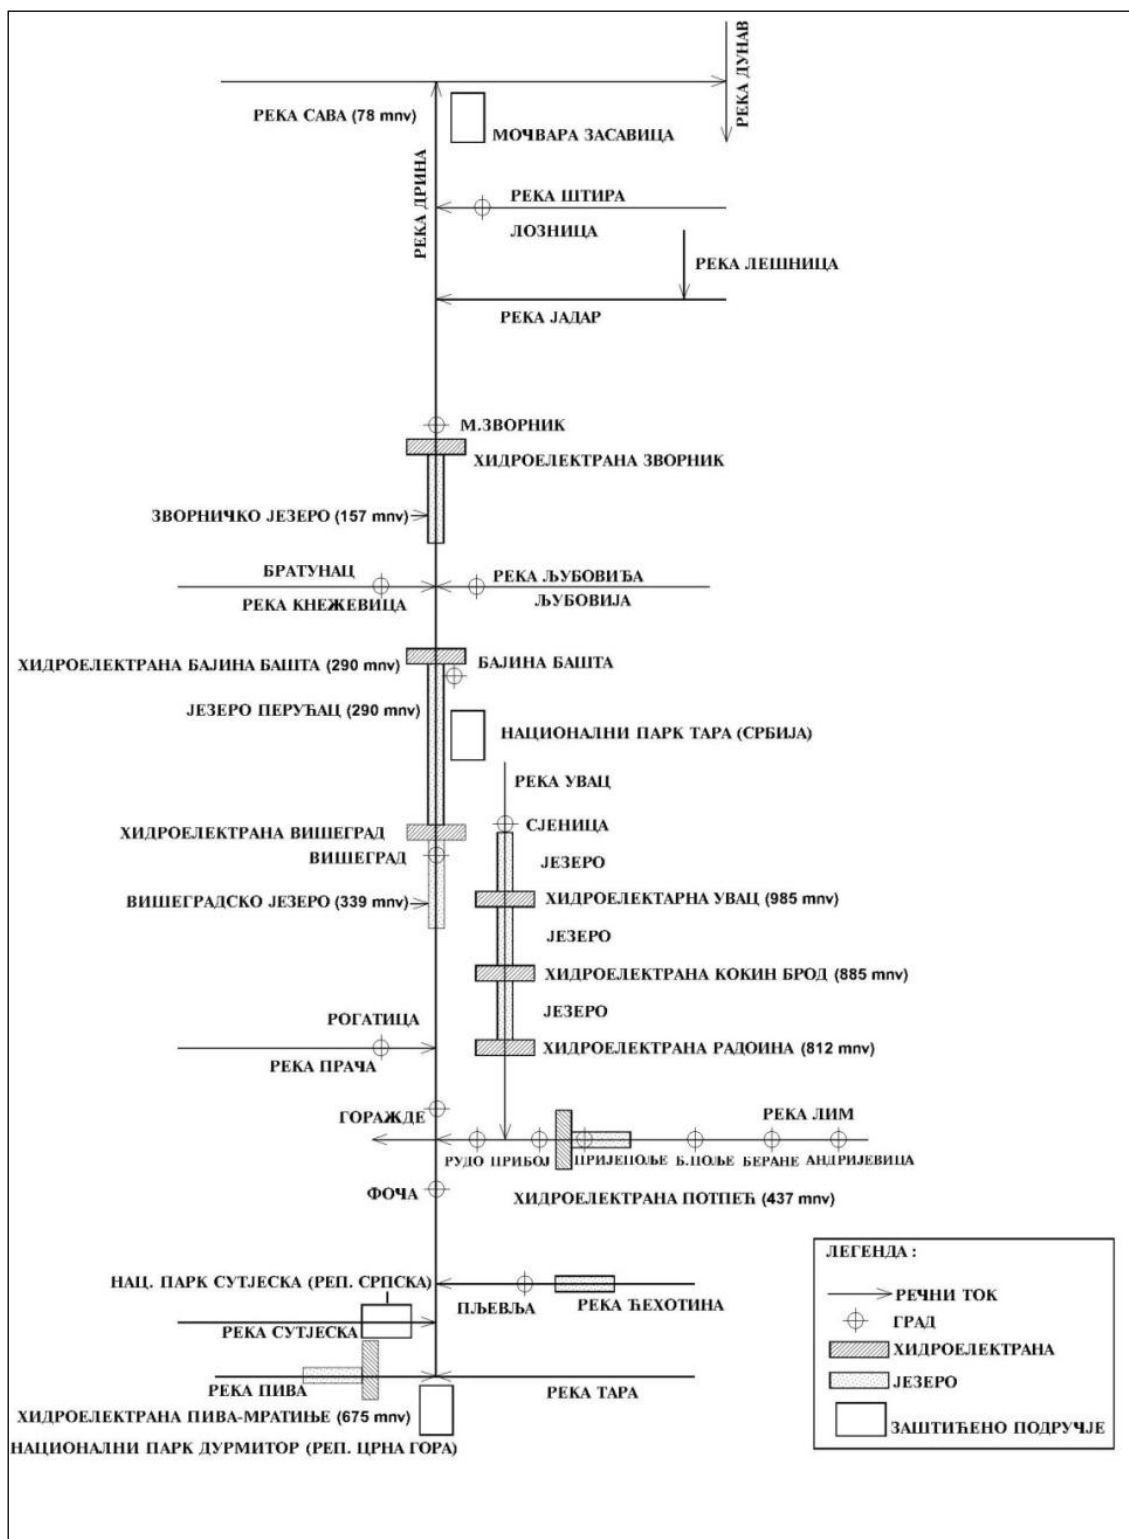 РЕКА ДУНАВ
РЕКА САВА (78 mnv)
МОЧВАРА ЗАСАВИЦА
РЕКА ДРИНА
РЕКА ШТИРА
ЛОЗНИЦА
РЕКА ЛЕШНИЦА
РЕКА ЈАДАР
М.ЗВОРНИК
ХИДРОЕЛЕКТРАНА ЗВОРНИК
ЗВОРНИЧКО ЈЕЗЕРО (157 mnv)
БРАТУНАЦ
РЕКА ЉУБОВИЂА
РЕКА КНЕЖЕВИЦА
ЉУБОВИЈА
ХИДРОЕЛЕКТРАНА БАЈИНА БАШТА (290 mnv)
БАЈИНА БАШТА
ЈЕЗЕРО ПЕРУЋАЦ (290 mnv)
НАЦИОНАЛНИ ПАРК ТАРА (СРБИЈА)
РЕКА УВАЦ
ХИДРОЕЛЕКТРАНА ВИШЕГРАД
СЈЕНИЦА
ВИШЕГРАД
ЈЕЗЕРО
ВИШЕГРАДСКО ЈЕЗЕРО (339 mnv)
ХИДРОЕЛЕКТАРНА УВАЦ (985 mnv)
ЈЕЗЕРО
ХИДРОЕЛЕКТРАНА КОКИН БРОД (885 mnv)
ЈЕЗЕРО
РОГАТИЦА
ХИДРОЕЛЕКТРАНА РАДОИНА (812 mnv)
РЕКА ПРАЧА
ГОРАЖДЕ
РЕКА ЛИМ
РУДО ПРИБОЈ ПРИЈЕПОЉЕ Б.ПОЉЕ БЕРАНЕ АНДРИЈЕВИЦА
ФОЧА
ХИДРОЕЛЕКТРАНА ПОТПЕЋ (437 mnv)
НАЦ. ПАРК СУТЈЕСКА (РЕП. СРПСКА)
ПЉЕВЉА
РЕКА ЋЕХОТИНА
РЕКА СУТЈЕСКА
РЕКА ПИВА
РЕКА ТАРА
ХИДРОЕЛЕКТРАНА ПИВА-МРАТИЊЕ (675 mnv)
НАЦИОНАЛНИ ПАРК ДУРМИТОР (РЕП. ЦРНА ГОРА)
ЛЕГЕНДА :
РЕЧНИ ТОК
ГРАД
ХИДРОЕЛЕКТРАНА
ЈЕЗЕРО
ЗАШТИЋЕНО ПОДРУЧЈЕ